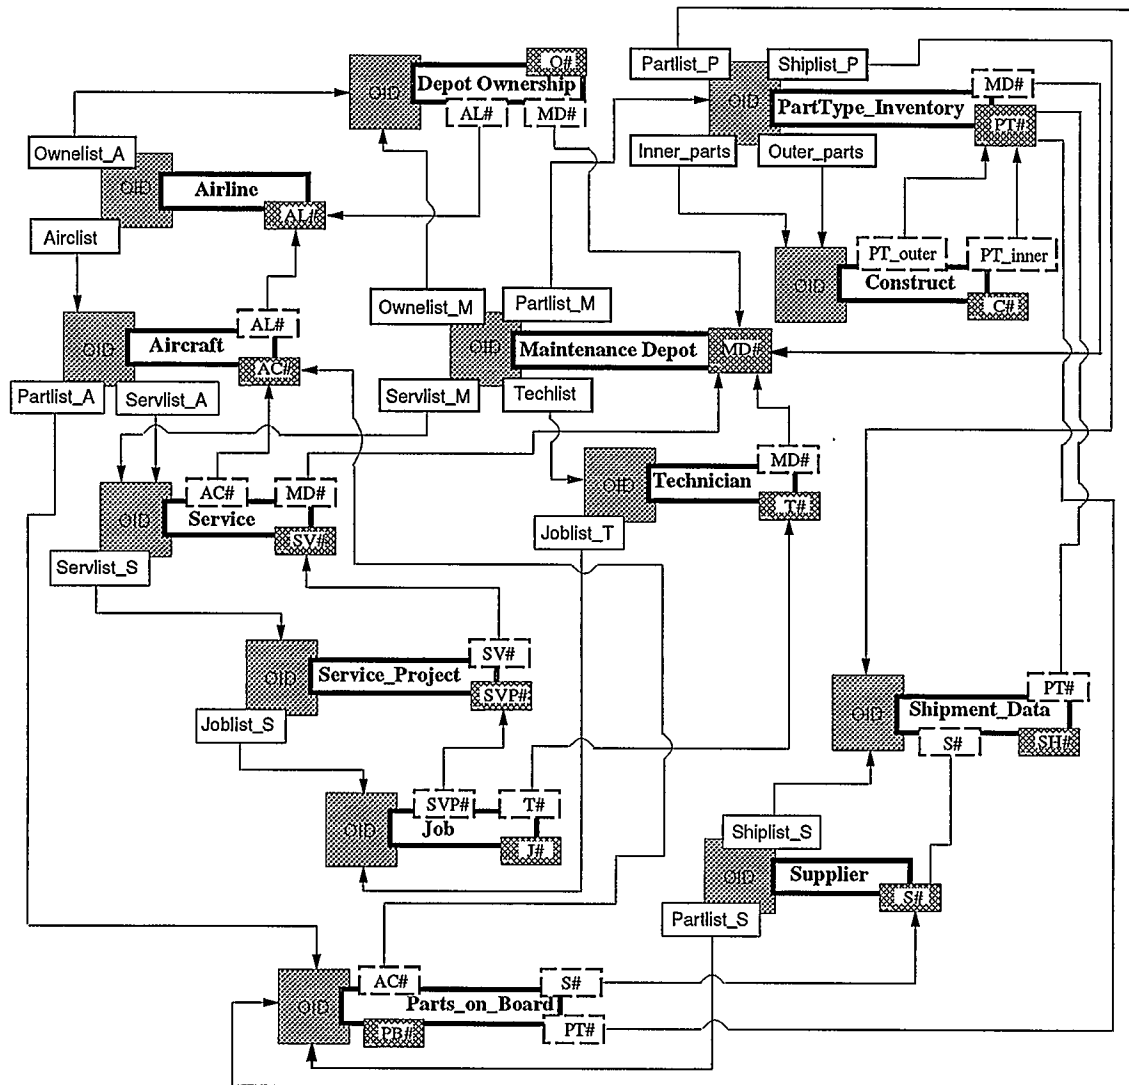 Partlist_P
Shiplist_P
O#
OID
Depot Ownership
AL#
MD#
OID
MD#
PartType_Inventory
PT#
Ownelist_A
Inner_parts
Outer_parts
OID
Airline
AL#
Airclist
PT_outer
PT_inner
OID
Construct
C#
Ownelist_M
Partlist_M
AL#
OID
Aircraft
AC#
OID
Maintenance Depot
MD#
Partlist_A
Servlist_A
Servlist_M
Techlist
MD#
OID
Technician
T#
AC#
MD#
OID
Service
SV#
Joblist_T
Servlist_S
SV#
OID
Service_Project
SVP#
PT#
OID
Shipment_Data
S#
SH#
Joblist_S
SVP#
T#
OID
Job
J#
Shiplist_S
OID
Supplier
S#
Partlist_S
AC#
S#
OID
Parts_on_Board
PB#
PT#